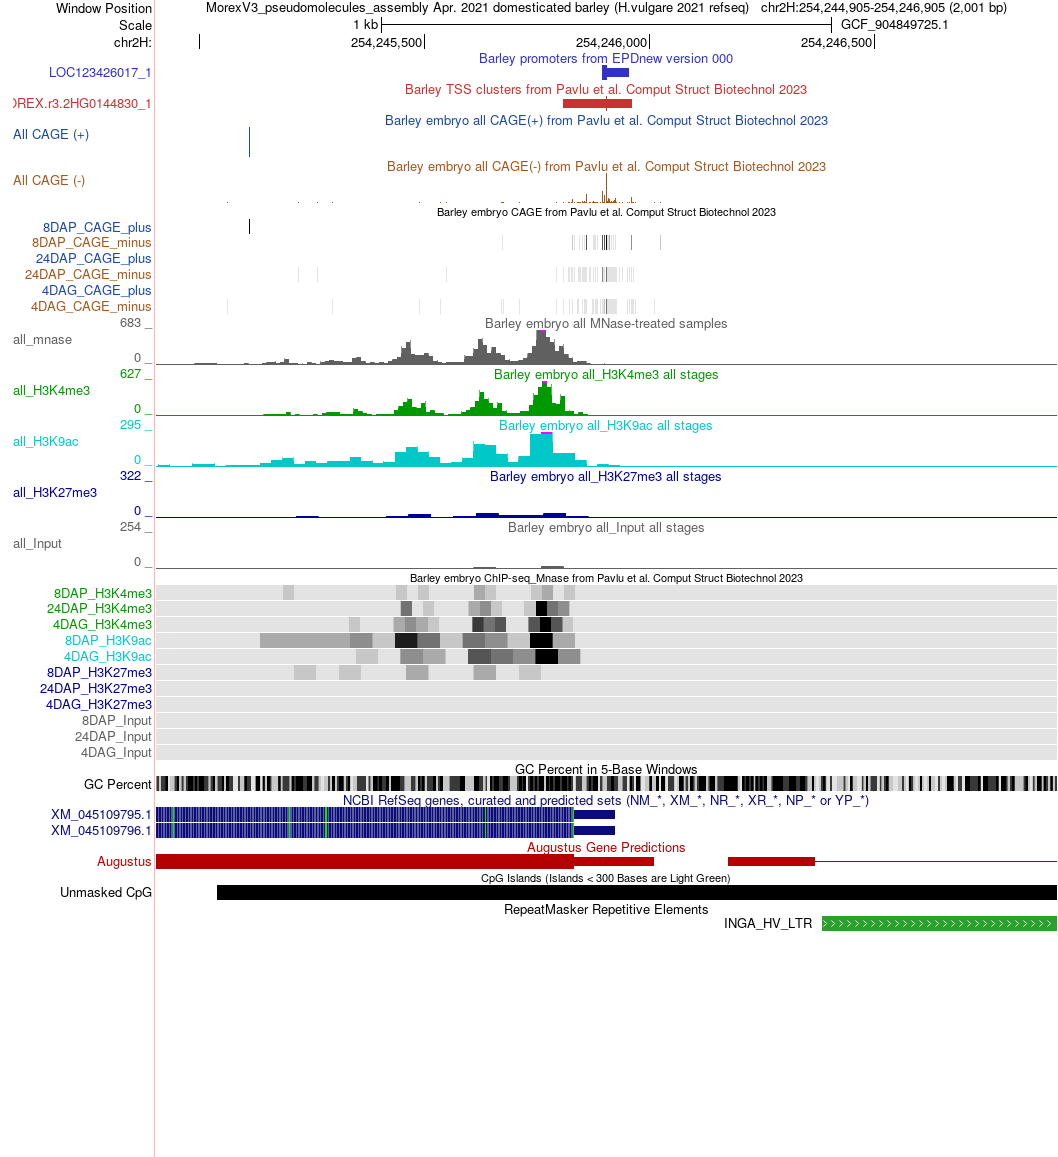 Window Position MorexV3_pseudomolecules_assembly Apr. 2021 domesticated barley (H.vulgare 2021 refseq) chr2H:254,244,905-254,246,905 (2,001 bp)
Scale 1 kb GCF_904849725.1
chr2H: 254,245,500 254,246,000 254,246,500
Barley promoters from EPDnew version 000
LOC123426017_1
Barley TSS clusters from Pavlu et al. Comput Struct Biotechnol 2023
OREX.r3.2HG0144830_1
Barley embryo all CAGE(+) from Pavlu et al. Comput Struct Biotechnol 2023
All CAGE (+)
Barley embryo all CAGE(-) from Pavlu et al. Comput Struct Biotechnol 2023
All CAGE (-)
Barley embryo CAGE from Pavlu et al. Comput Struct Biotechnol 2023
8DAP_CAGE_plus
8DAP_CAGE_minus
24DAP_CAGE_plus
24DAP_CAGE_minus
4DAG_CAGE_plus
4DAG_CAGE_minus
683 _ Barley embryo all MNase-treated samples
all_mnase
0 _
627 _ Barley embryo all_H3K4me3 all stages
all_H3K4me3
0 _
295 _ Barley embryo all_H3K9ac all stages
all_H3K9ac
0 _
322 _ Barley embryo all_H3K27me3 all stages
all_H3K27me3
0 _
254 _ Barley embryo all_Input all stages
all_Input
0 _
Barley embryo ChIP-seq_Mnase from Pavlu et al. Comput Struct Biotechnol 2023
8DAP_H3K4me3
24DAP_H3K4me3
4DAG_H3K4me3
8DAP_H3K9ac
4DAG_H3K9ac
8DAP_H3K27me3
24DAP_H3K27me3
4DAG_H3K27me3
8DAP_Input
24DAP_Input
4DAG_Input
GC Percent in 5-Base Windows
GC Percent
NCBI RefSeq genes, curated and predicted sets (NM_*, XM_*, NR_*, XR_*, NP_* or YP_*)
XM_045109795.1
XM_045109796.1
Augustus Gene Predictions
Augustus
CpG Islands (Islands < 300 Bases are Light Green)
Unmasked CpG
RepeatMasker Repetitive Elements
INGA_HV_LTR